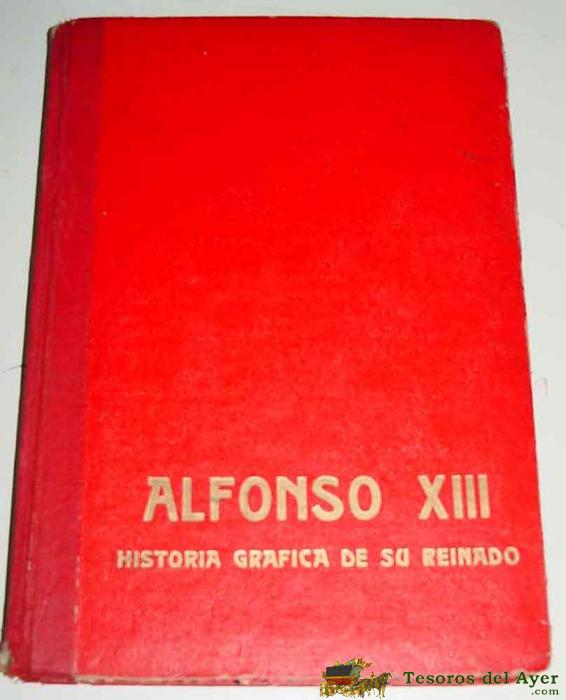 ALFONSO XIII
HISTORIA GRAFICA DE SU REINADO
Tesoros del Ayer
.com